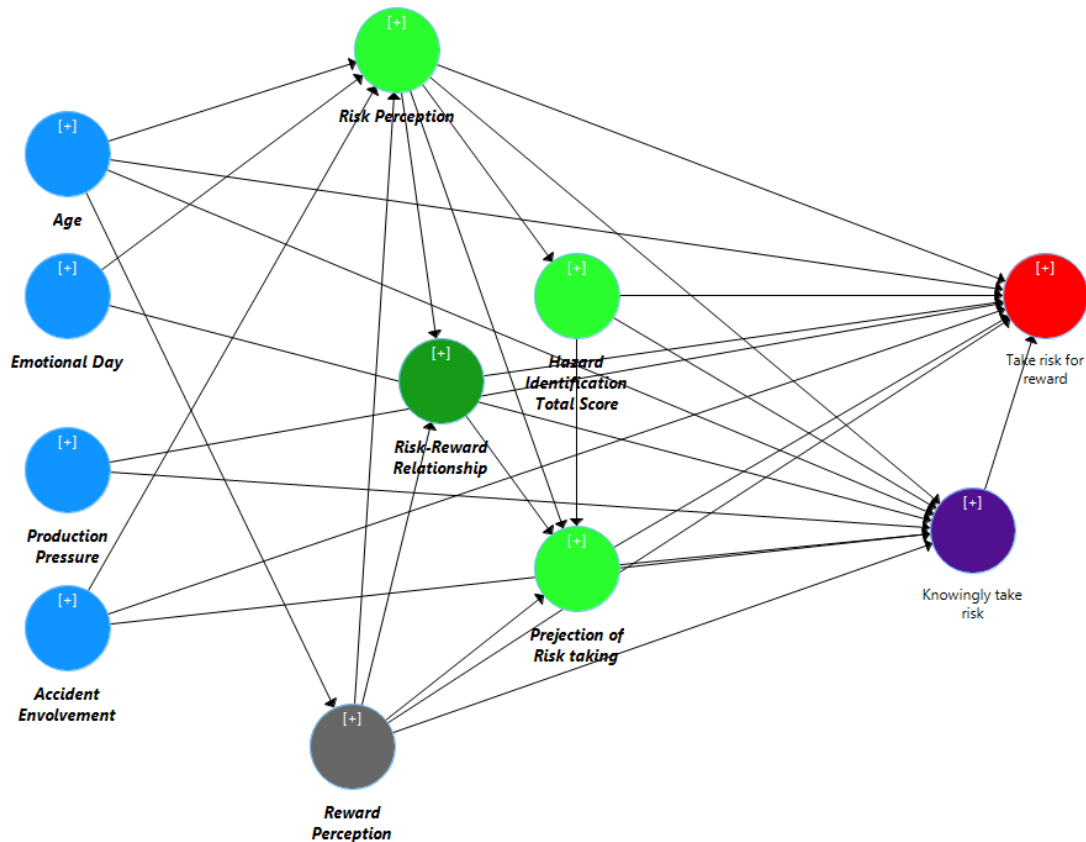 [+]
Risk Perception
[+]
Age
[+]
Emotional Day
[+]
Hazard
Identification
Total Score
[+]
Take risk for
reward
[+]
Risk-Reward
Relationship
[+]
Production
Pressure
[+]
Knowingly take
risk
[+]
Prejection of
Risk taking
[+]
Accident
Envolvement
[+]
Reward
Perception